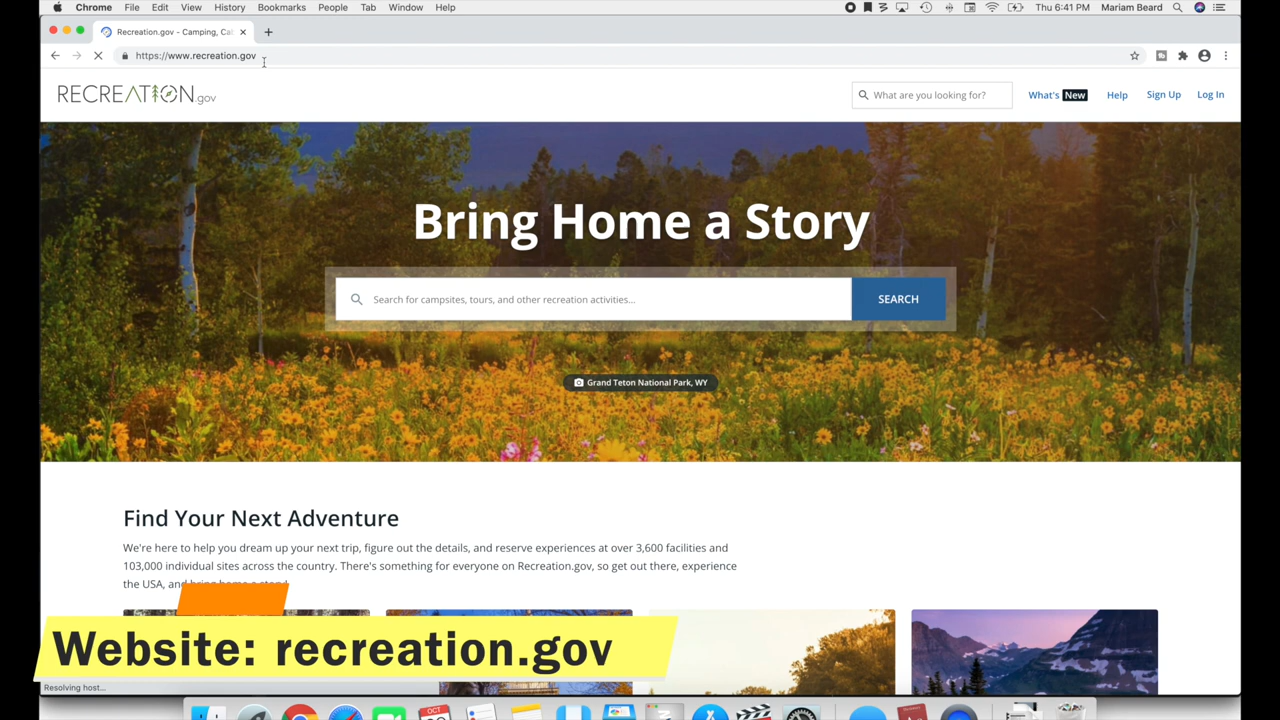 Chrome File Edit View History Bookmarks People Tab Window Help Thu 6:41 PM Mariam Beard
Recreation.gov - Camping, Cab
https://www.recreation.gov
RECREATION.gov What are you looking for? What's New Help Sign Up Log In
Bring Home a Story
Search for campsites, tours, and other recreation activities... SEARCH
Grand Teton National Park, WY
Find Your Next Adventure
We're here to help you dream up your next trip, figure out the details, and reserve experiences at over 3,600 facilities and
103,000 individual sites across the country. There's something for everyone on Recreation.gov, so get out there, experience
the USA, and bring home a story!
Website: recreation.gov
Resolving host...
OCT